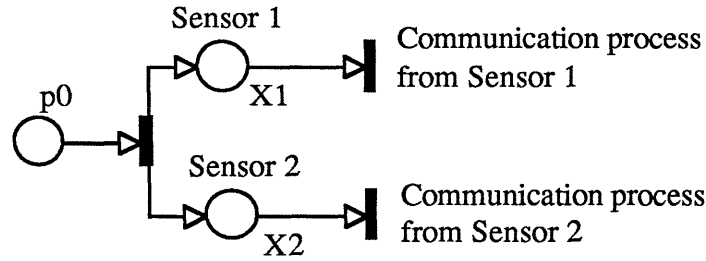 Sensor 1
Communication process
from Sensor 1
X1
p0
Sensor 2
Communication process
from Sensor 2
X2